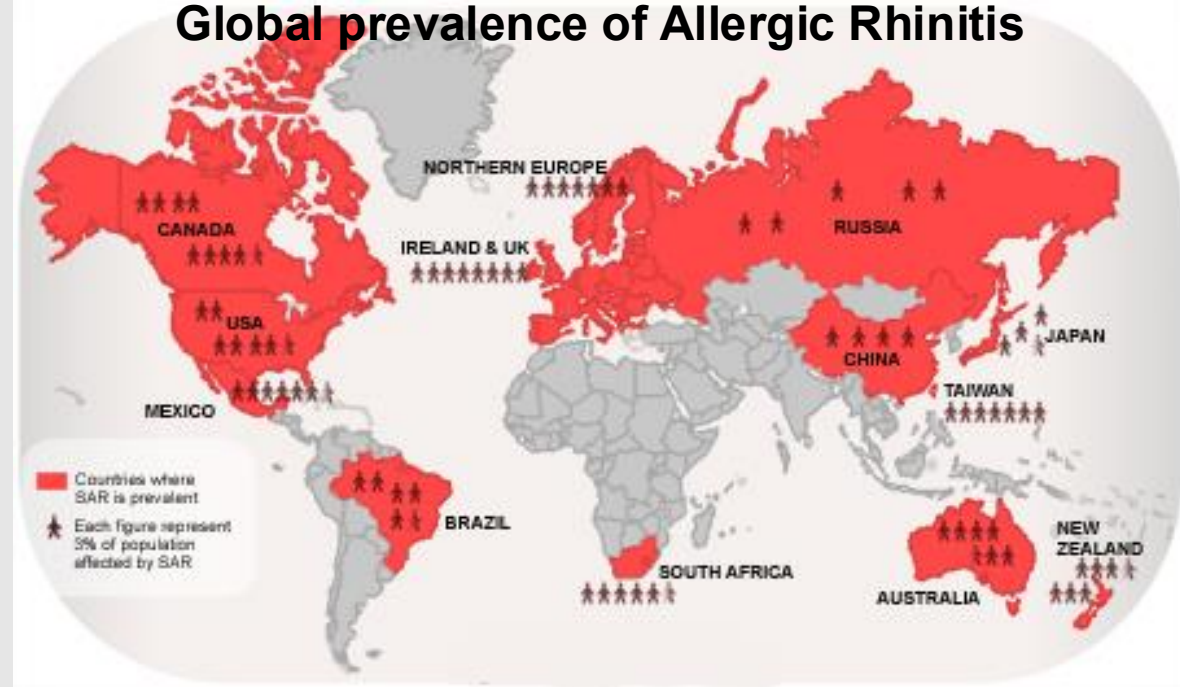 Global prevalence of Allergic Rhinitis
NORTHERN EUROPE
CANADA
RUSSIA
IRELAND & UK
USA
JAPAN
CHINA
TAIWAN
MEXICO
Countries where
SAR is prevalent
Each figure represent
3% of population
affected by SAR
BRAZIL
SOUTH AFRICA
NEW
ZEALAND
AUSTRALIA